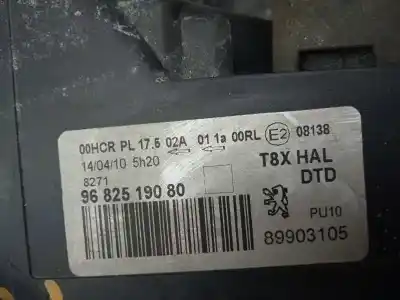 00HCR PL 17.5 02A 01 1a 00RL E2 08138
14/04/10 5h20
8271
96 825 190 80
T8X HAL
DTD
PU10
89903105